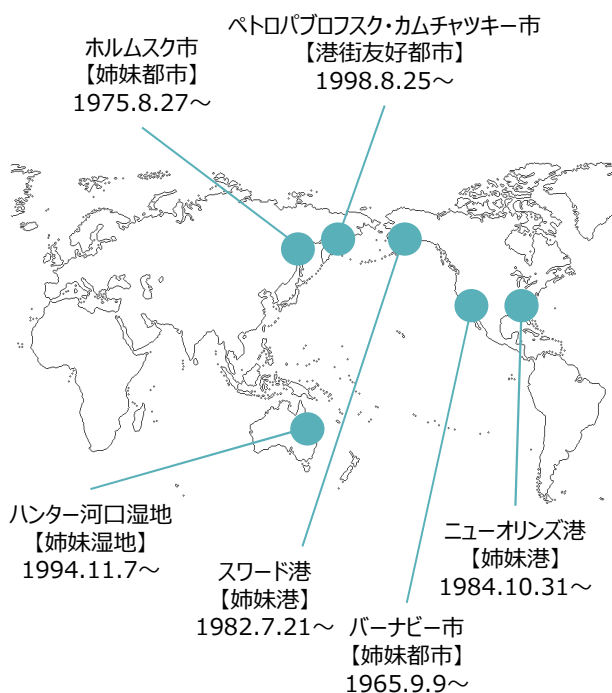 ペトロパブロフスク・カムチャツキー市
【港街友好都市】
1998.8.25～
ホルムスク市
【姉妹都市】
1975.8.27～
ハンター河口湿地
【姉妹湿地】
1994.11.7～
スワード港
【姉妹港】
1982.7.21～
バーナビー市
【姉妹都市】
1965.9.9～
ニューオリンズ港
【姉妹港】
1984.10.31～